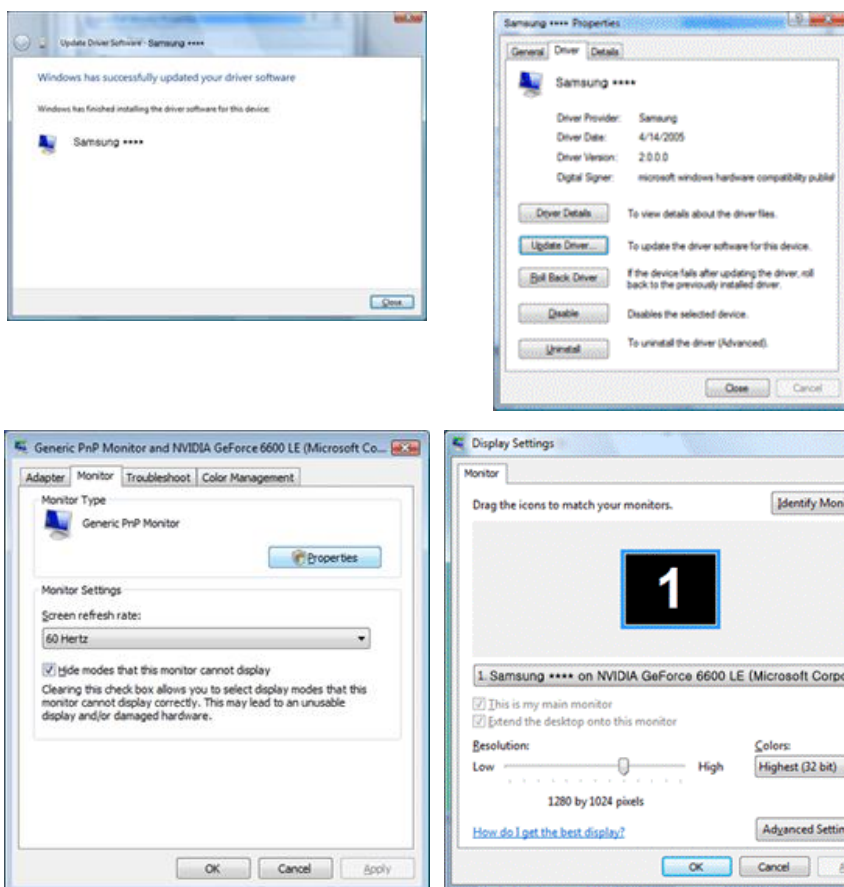 Update Driver Software - Samsung ****
Windows has successfully updated your driver software
Windows has finished installing the driver software for this device:
Samsung ****
Close
Samsung **** Properties
General Driver Details
Samsung ****
Driver Provider: Samsung
Driver Date: 4/14/2005
Driver Version: 2.0.0.0
Digital Signer: microsoft windows hardware compatibility publisl
Driver Details To view details about the driver files.
Update Driver... To update the driver software for this device.
Roll Back Driver If the device fails after updating the driver, roll
back to the previously installed driver.
Disable Disables the selected device.
Uninstall To uninstall the driver (Advanced).
Close Cancel
Generic PnP Monitor and NVIDIA GeForce 6600 LE (Microsoft Co...
Adapter Monitor Troubleshoot Color Management
Monitor Type
Generic PnP Monitor
Properties
Monitor Settings
Screen refresh rate:
60 Hertz
Hide modes that this monitor cannot display
Clearing this check box allows you to select display modes that this
monitor cannot display correctly. This may lead to an unusable
display and/or damaged hardware.
OK Cancel Apply
Display Settings
Monitor
Drag the icons to match your monitors. Identify Mon
1
1. Samsung **** on NVIDIA GeForce 6600 LE (Microsoft Corpo
This is my main monitor
Extend the desktop onto this monitor
Resolution: Colors:
Low High Highest (32 bit)
1280 by 1024 pixels
How do I get the best display? Advanced Settin
OK Cancel